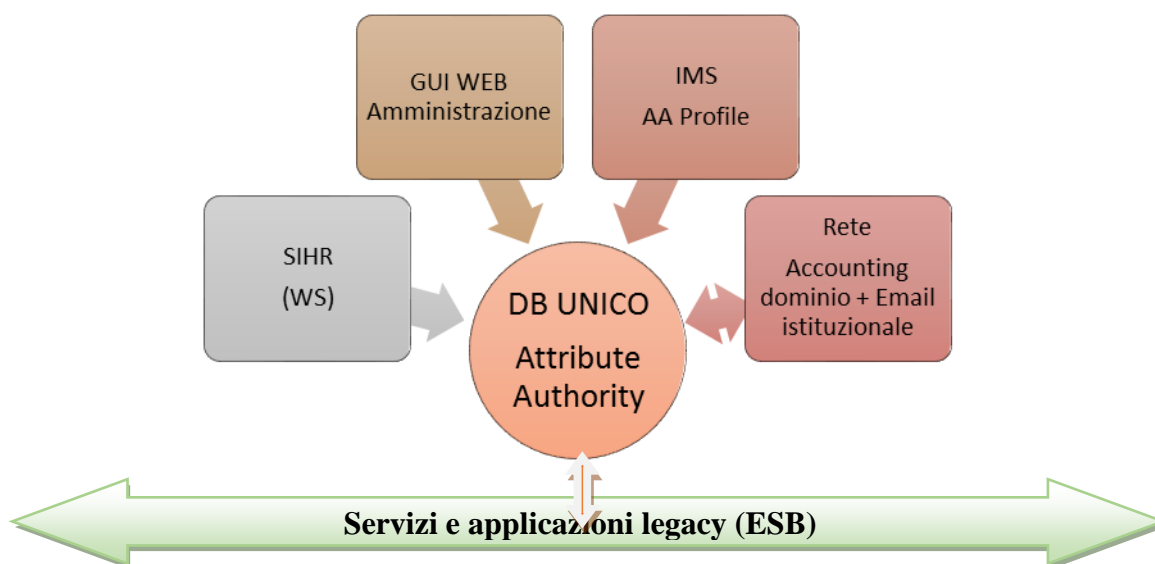 GUI WEB
Amministrazione
IMS
AA Profile
SIHR
(WS)
Rete
Accounting
dominio + Email
istituzionale
DB UNICO
Attribute
Authority
Servizi e applicazioni legacy (ESB)